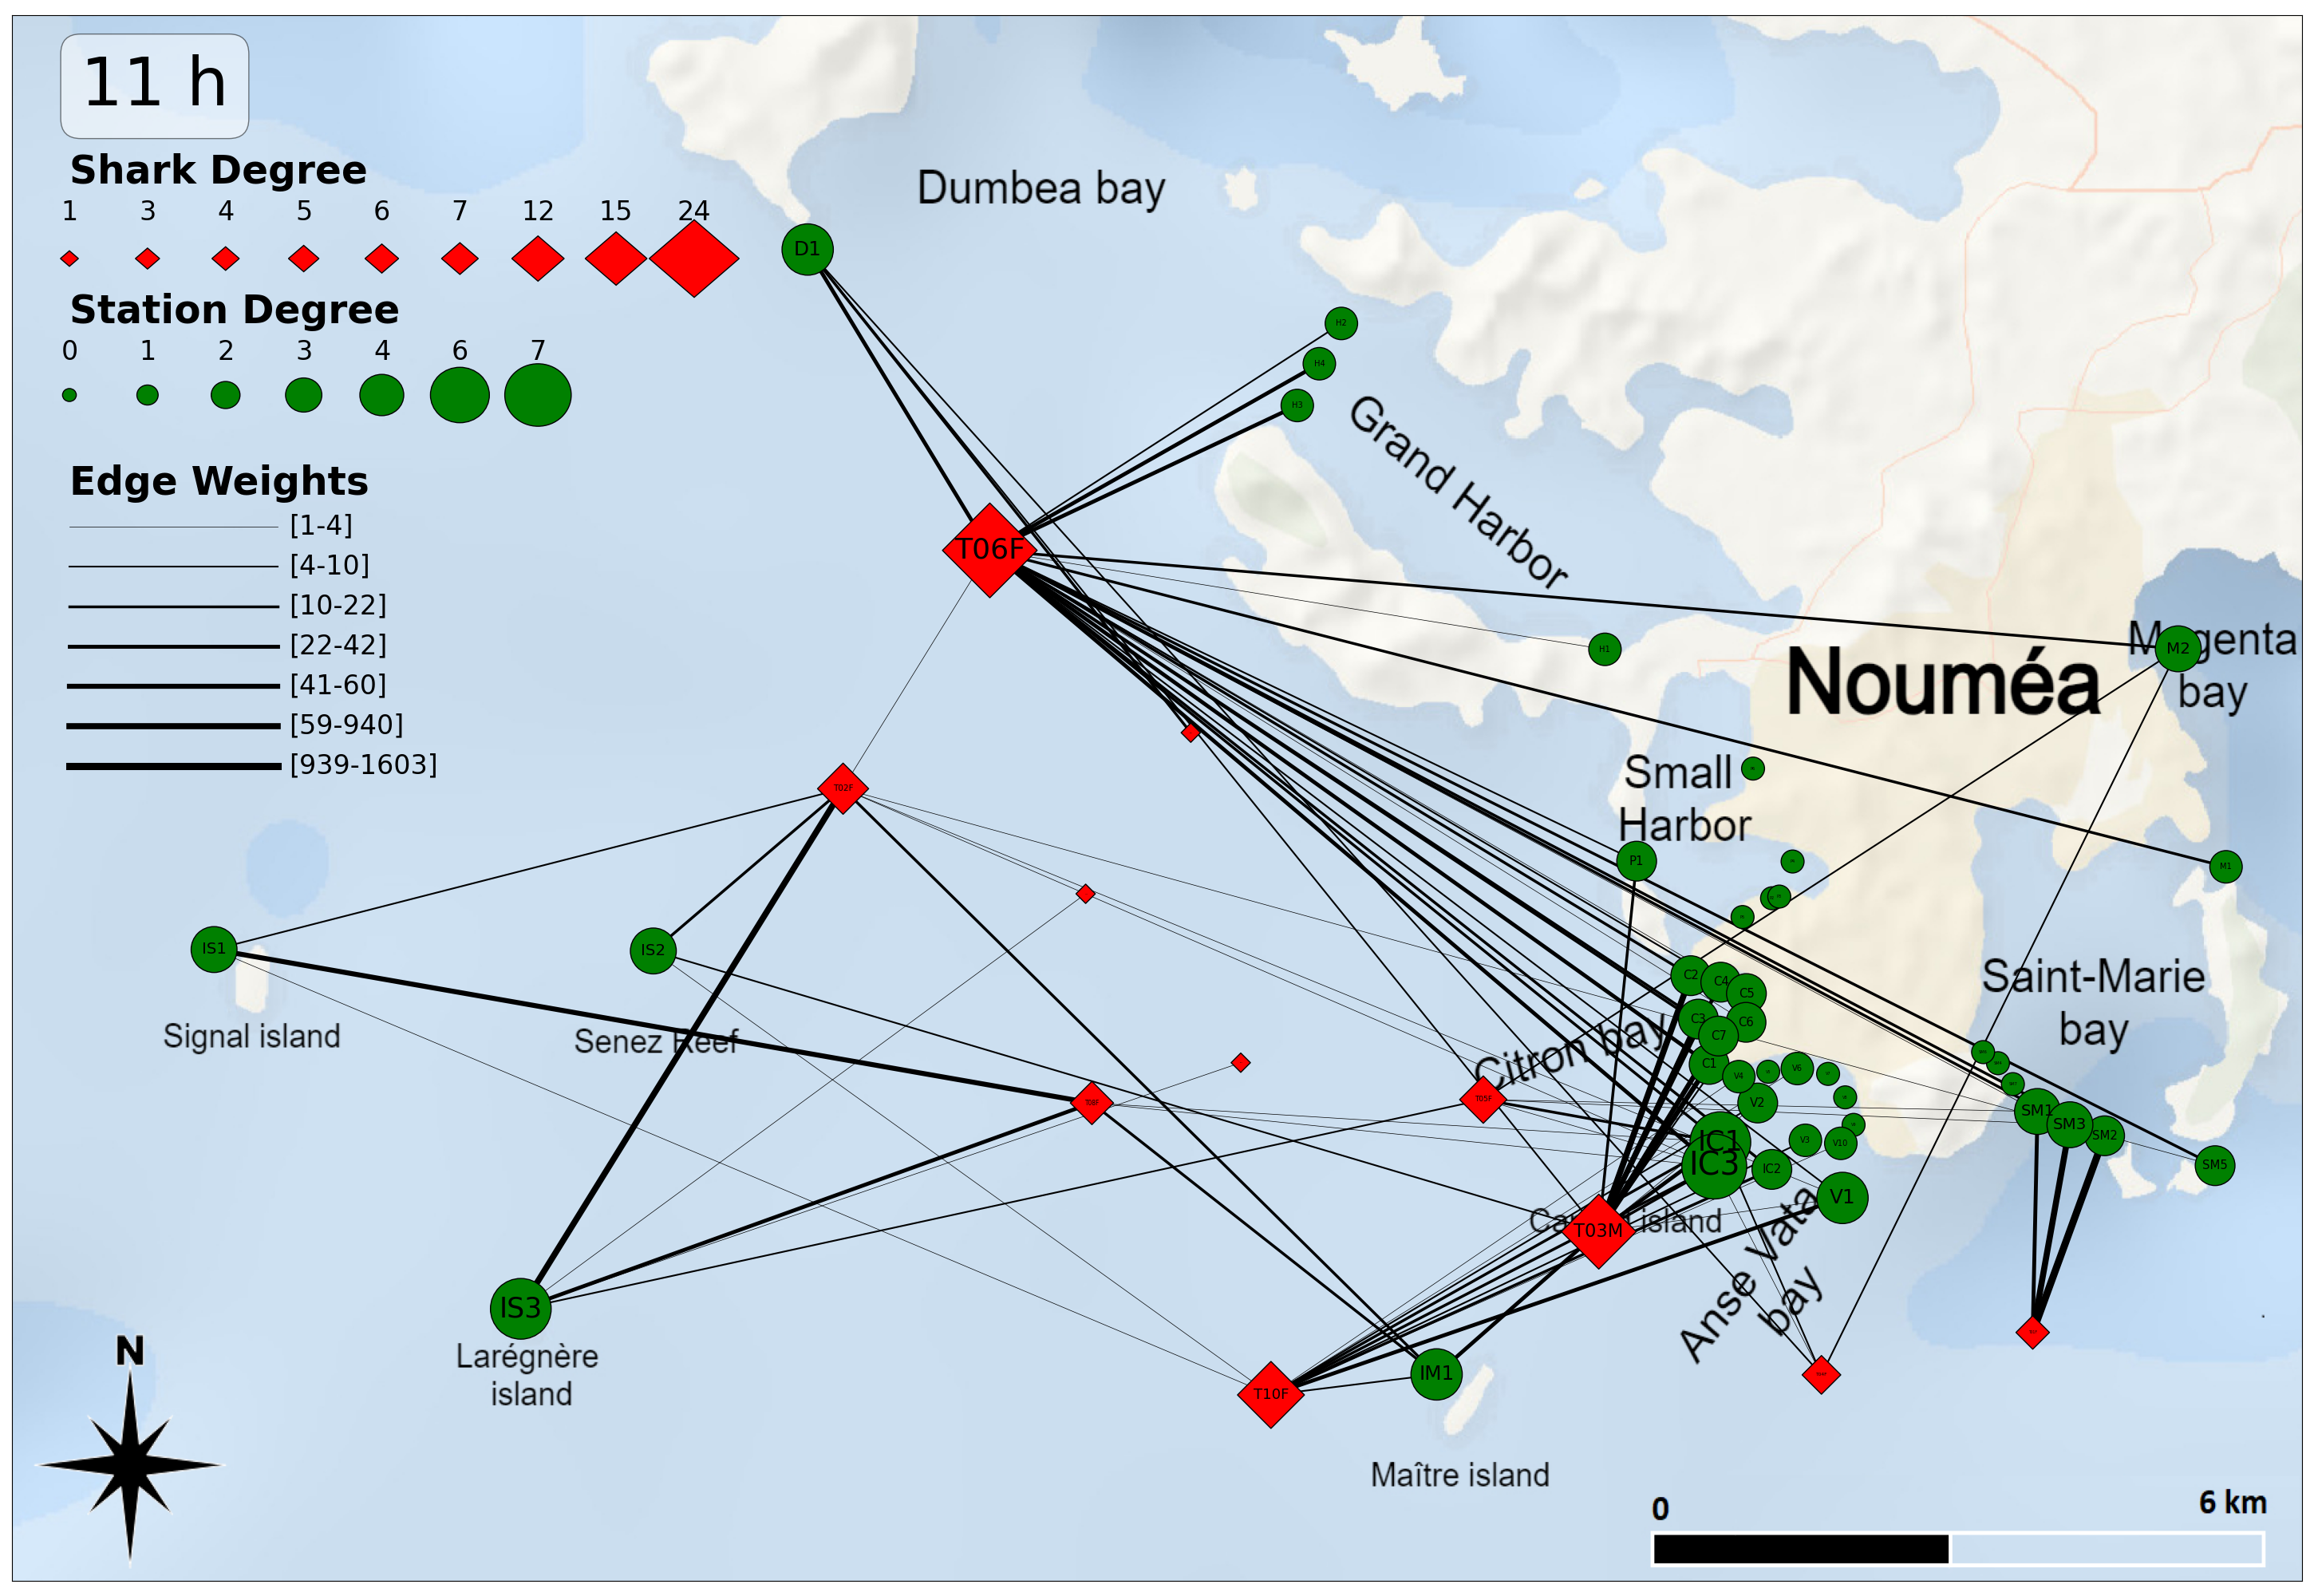 11 h
Shark Degree
1 3 4 5 6 7 12 15 24
Station Degree
0 1 2 3 4 6 7
Edge Weights
[1-4]
[4-10]
[10-22]
[22-42]
[41-60]
[59-940]
[939-1603]
Dumbea bay
D1
H2
H4
H3
Grand Harbor
T06F
H1
M2
Magenta
bay
Nouméa
Small
Harbor
T02F
P1
M1
IS1
IS2
Signal island
Senez Reef
C2
C4
C5
C3
C6
C7
C1
Citron bay
Saint-Marie
bay
V4
V6
V2
T08F
T05F
SM1
SM3
SM2
SM5
IC1
IC3
IC2
V3
V10
V1
T03M
island
Anse Vata
bay
IS3
Larégnère
island
T10F
IM1
Maître island
N
0
6 km